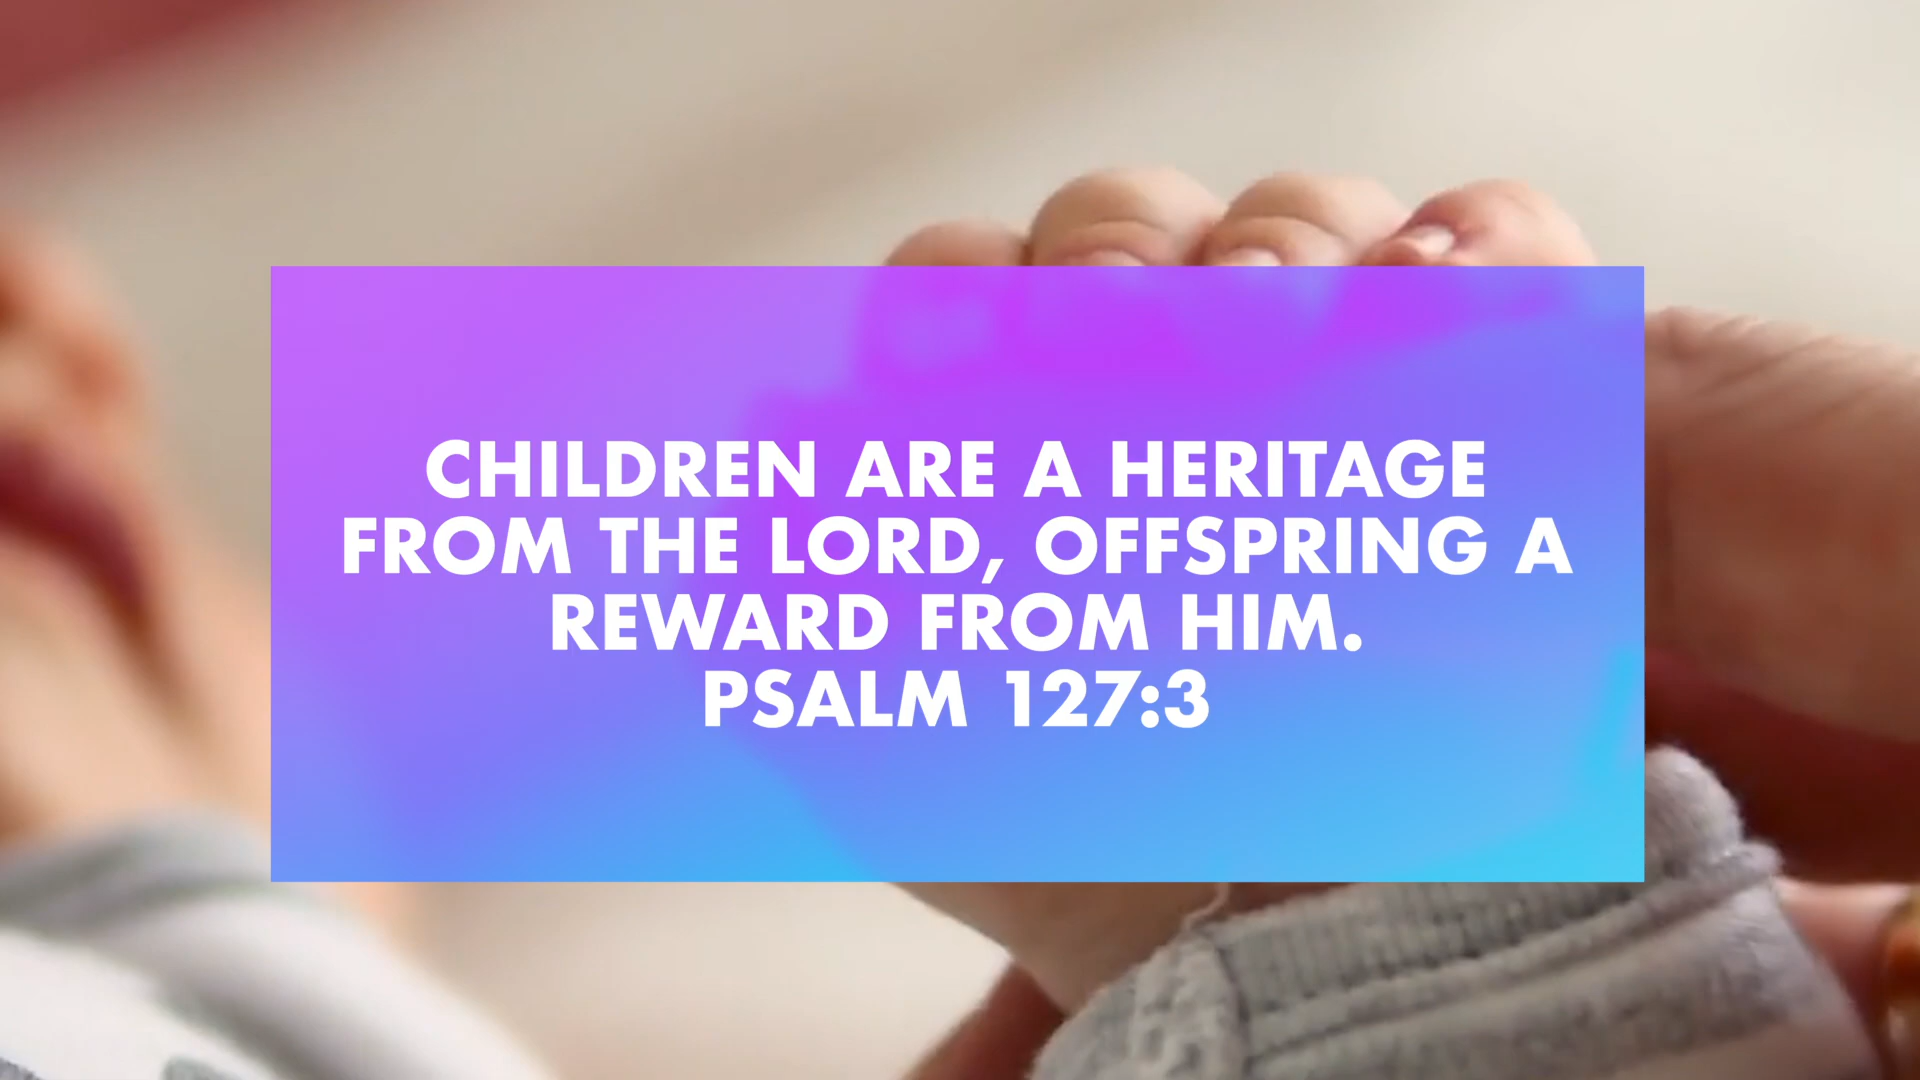 CHILDREN ARE A HERITAGE
FROM THE LORD, OFFSPRING A
REWARD FROM HIM.
PSALM 127:3